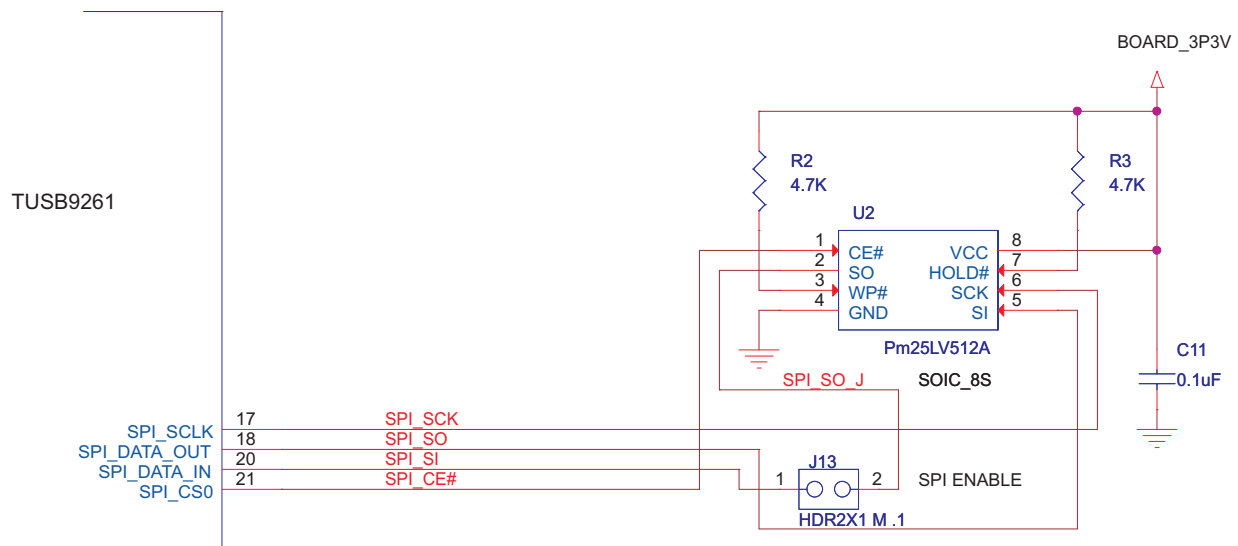 BOARD_3P3V
R2
4.7K
R3
4.7K
TUSB9261
U2
1
CE#
VCC
8
2
SO
HOLD#
7
3
WP#
SCK
6
4
GND
SI
5
Pm25LV512A
SPI_SO_J
SOIC_8S
C11
0.1uF
SPI_SCLK
17
SPI_SCK
SPI_DATA_OUT
18
SPI_SO
SPI_DATA_IN
20
SPI_SI
SPI_CS0
21
SPI_CE#
J13
1
2
SPI ENABLE
HDR2X1 M .1